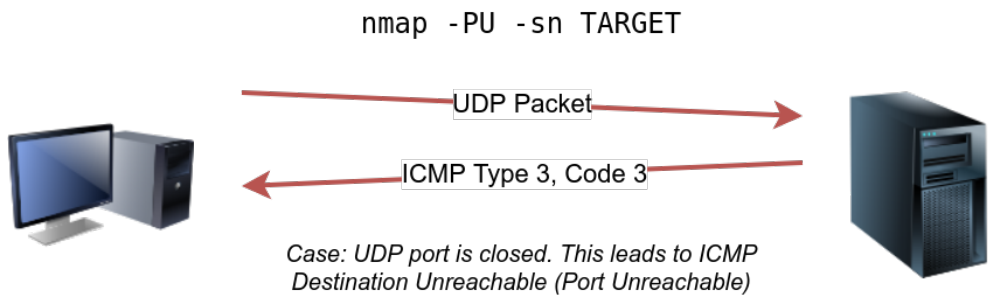 nmap -PU -sn TARGET
UDP Packet
ICMP Type 3, Code 3
Case: UDP port is closed. This leads to ICMP
Destination Unreachable (Port Unreachable)